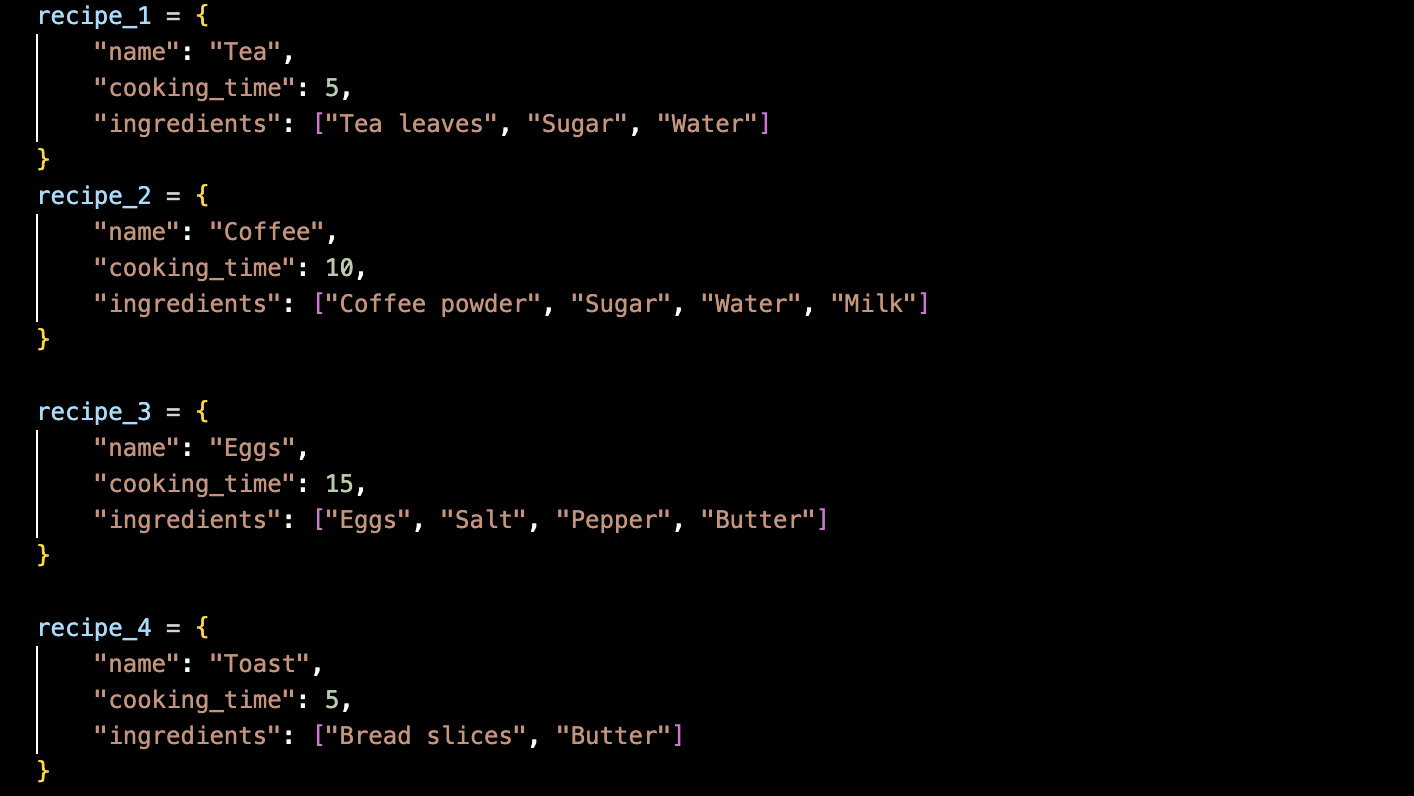 recipe_1 = {
    "name": "Tea",
    "cooking_time": 5,
    "ingredients": ["Tea leaves", "Sugar", "Water"]
}
recipe_2 = {
    "name": "Coffee",
    "cooking_time": 10,
    "ingredients": ["Coffee powder", "Sugar", "Water", "Milk"]
}
recipe_3 = {
    "name": "Eggs",
    "cooking_time": 15,
    "ingredients": ["Eggs", "Salt", "Pepper", "Butter"]
}
recipe_4 = {
    "name": "Toast",
    "cooking_time": 5,
    "ingredients": ["Bread slices", "Butter"]
}